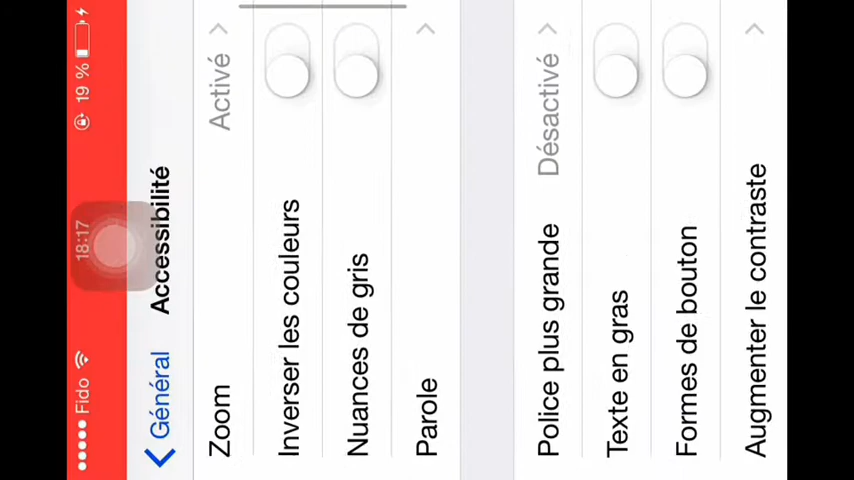 Fido 18:17 19 %
Général Accessibilité
Zoom Activé
Inverser les couleurs
Nuances de gris
Parole
Police plus grande Désactivé
Texte en gras
Formes de bouton
Augmenter le contraste